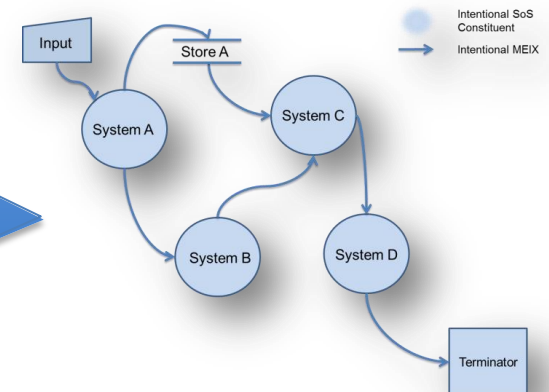 Input
Store A
System A
System C
System B
System D
Terminator
Intentional SoS
Constituent
Intentional MEIX